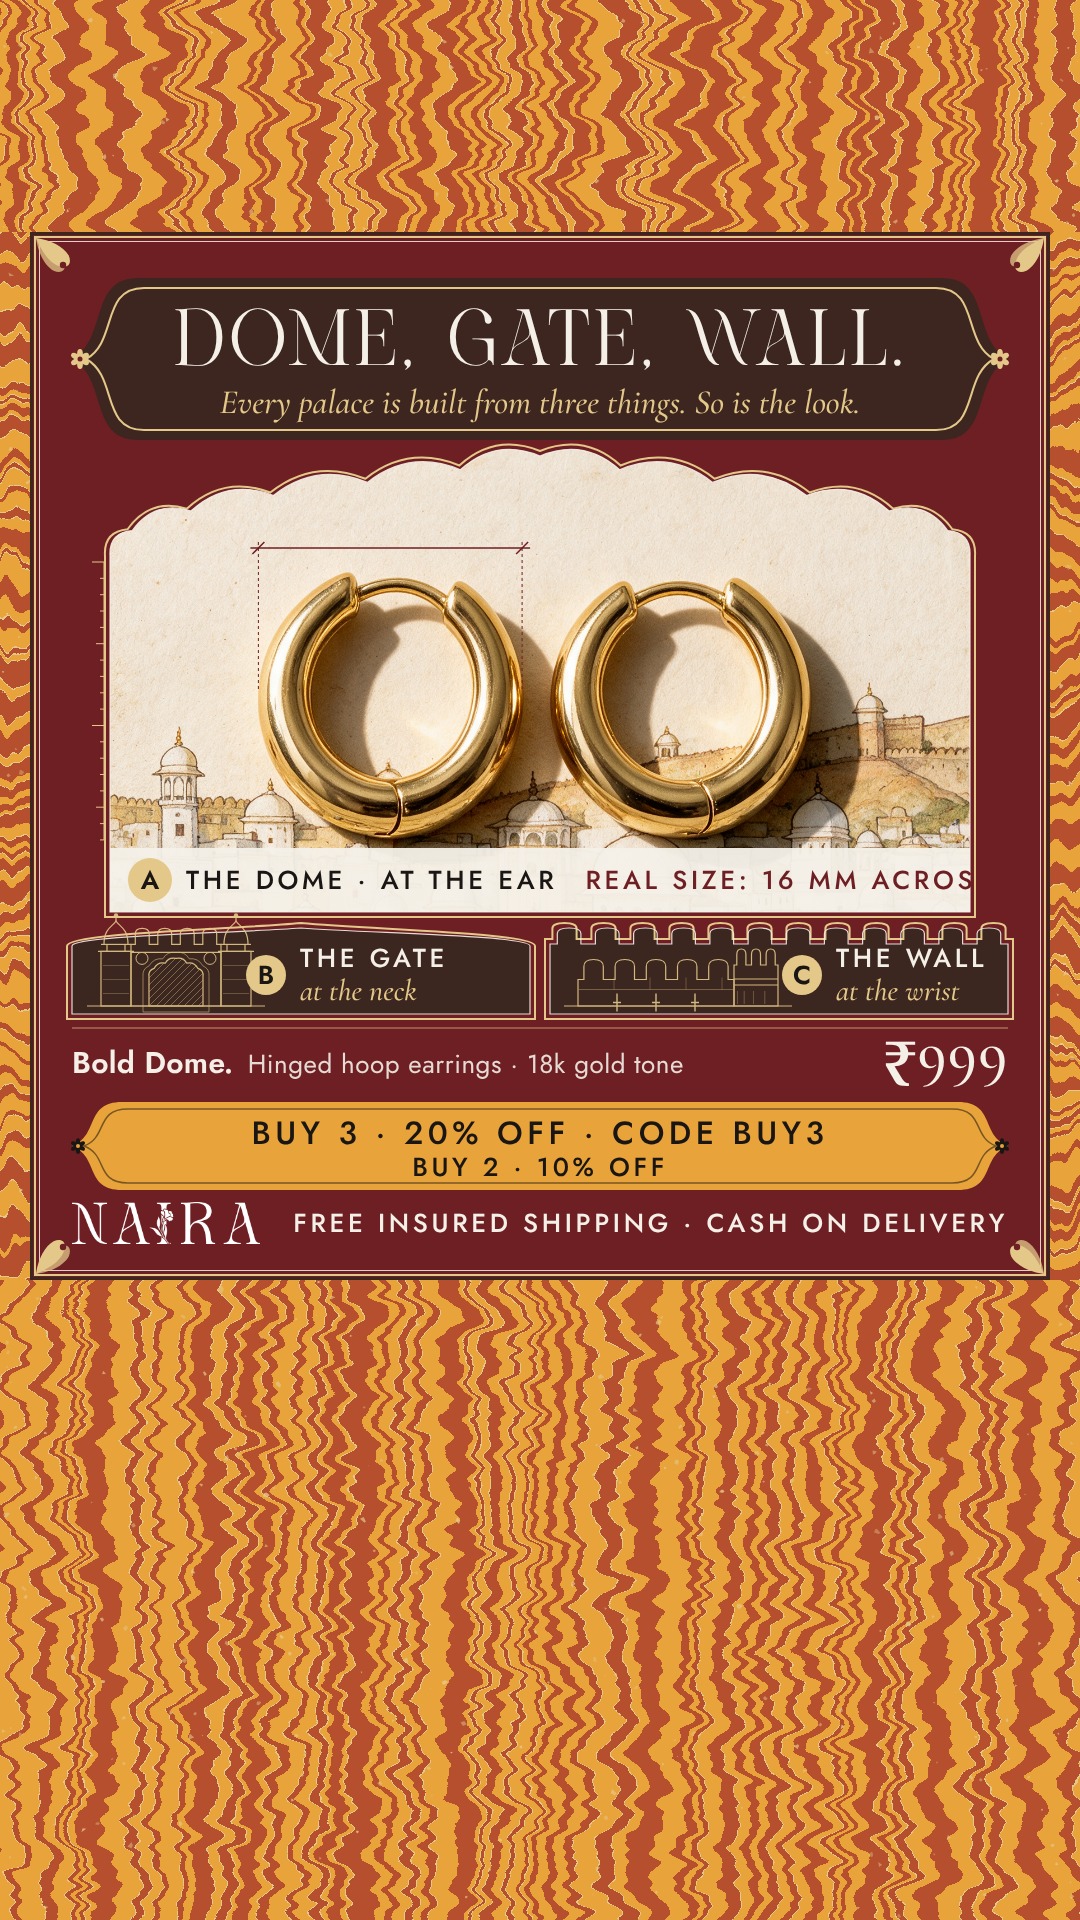 DOME, GATE, WALL.
Every palace is built from three things. So is the look.
A THE DOME · AT THE EAR REAL SIZE: 16 MM ACROS
B THE GATE
at the neck
C THE WALL
at the wrist
Bold Dome. Hinged hoop earrings · 18k gold tone ₹999
BUY 3 · 20% OFF · CODE BUY3
BUY 2 · 10% OFF
NAIRA FREE INSURED SHIPPING · CASH ON DELIVERY